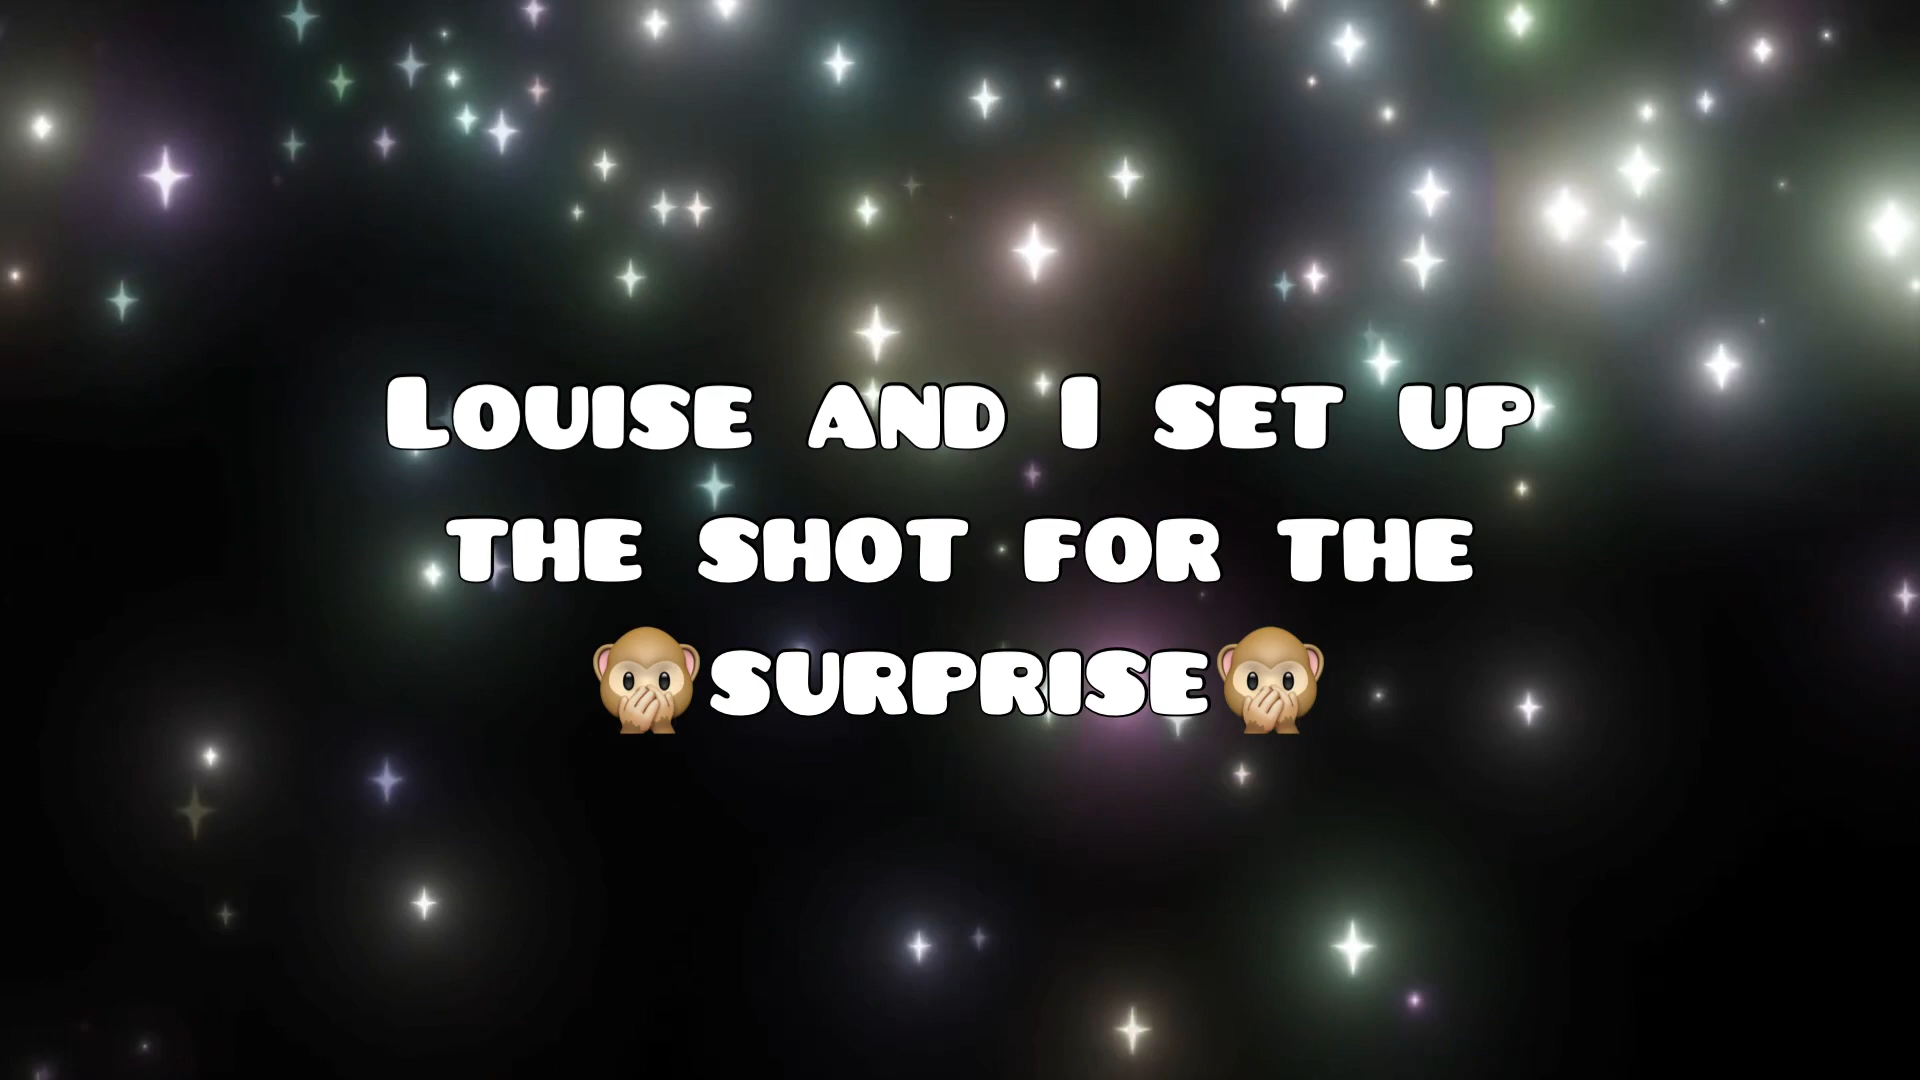 Louise and I set up
the shot for the
🙊surprise🙊